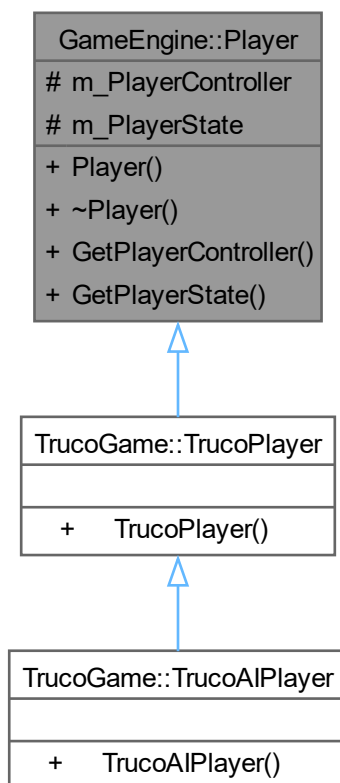 GameEngine::Player
# m_PlayerController
# m_PlayerState
+ Player()
+ ~Player()
+ GetPlayerController()
+ GetPlayerState()
TrucoGame::TrucoPlayer
+ TrucoPlayer()
TrucoGame::TrucoAIPlayer
+ TrucoAIPlayer()